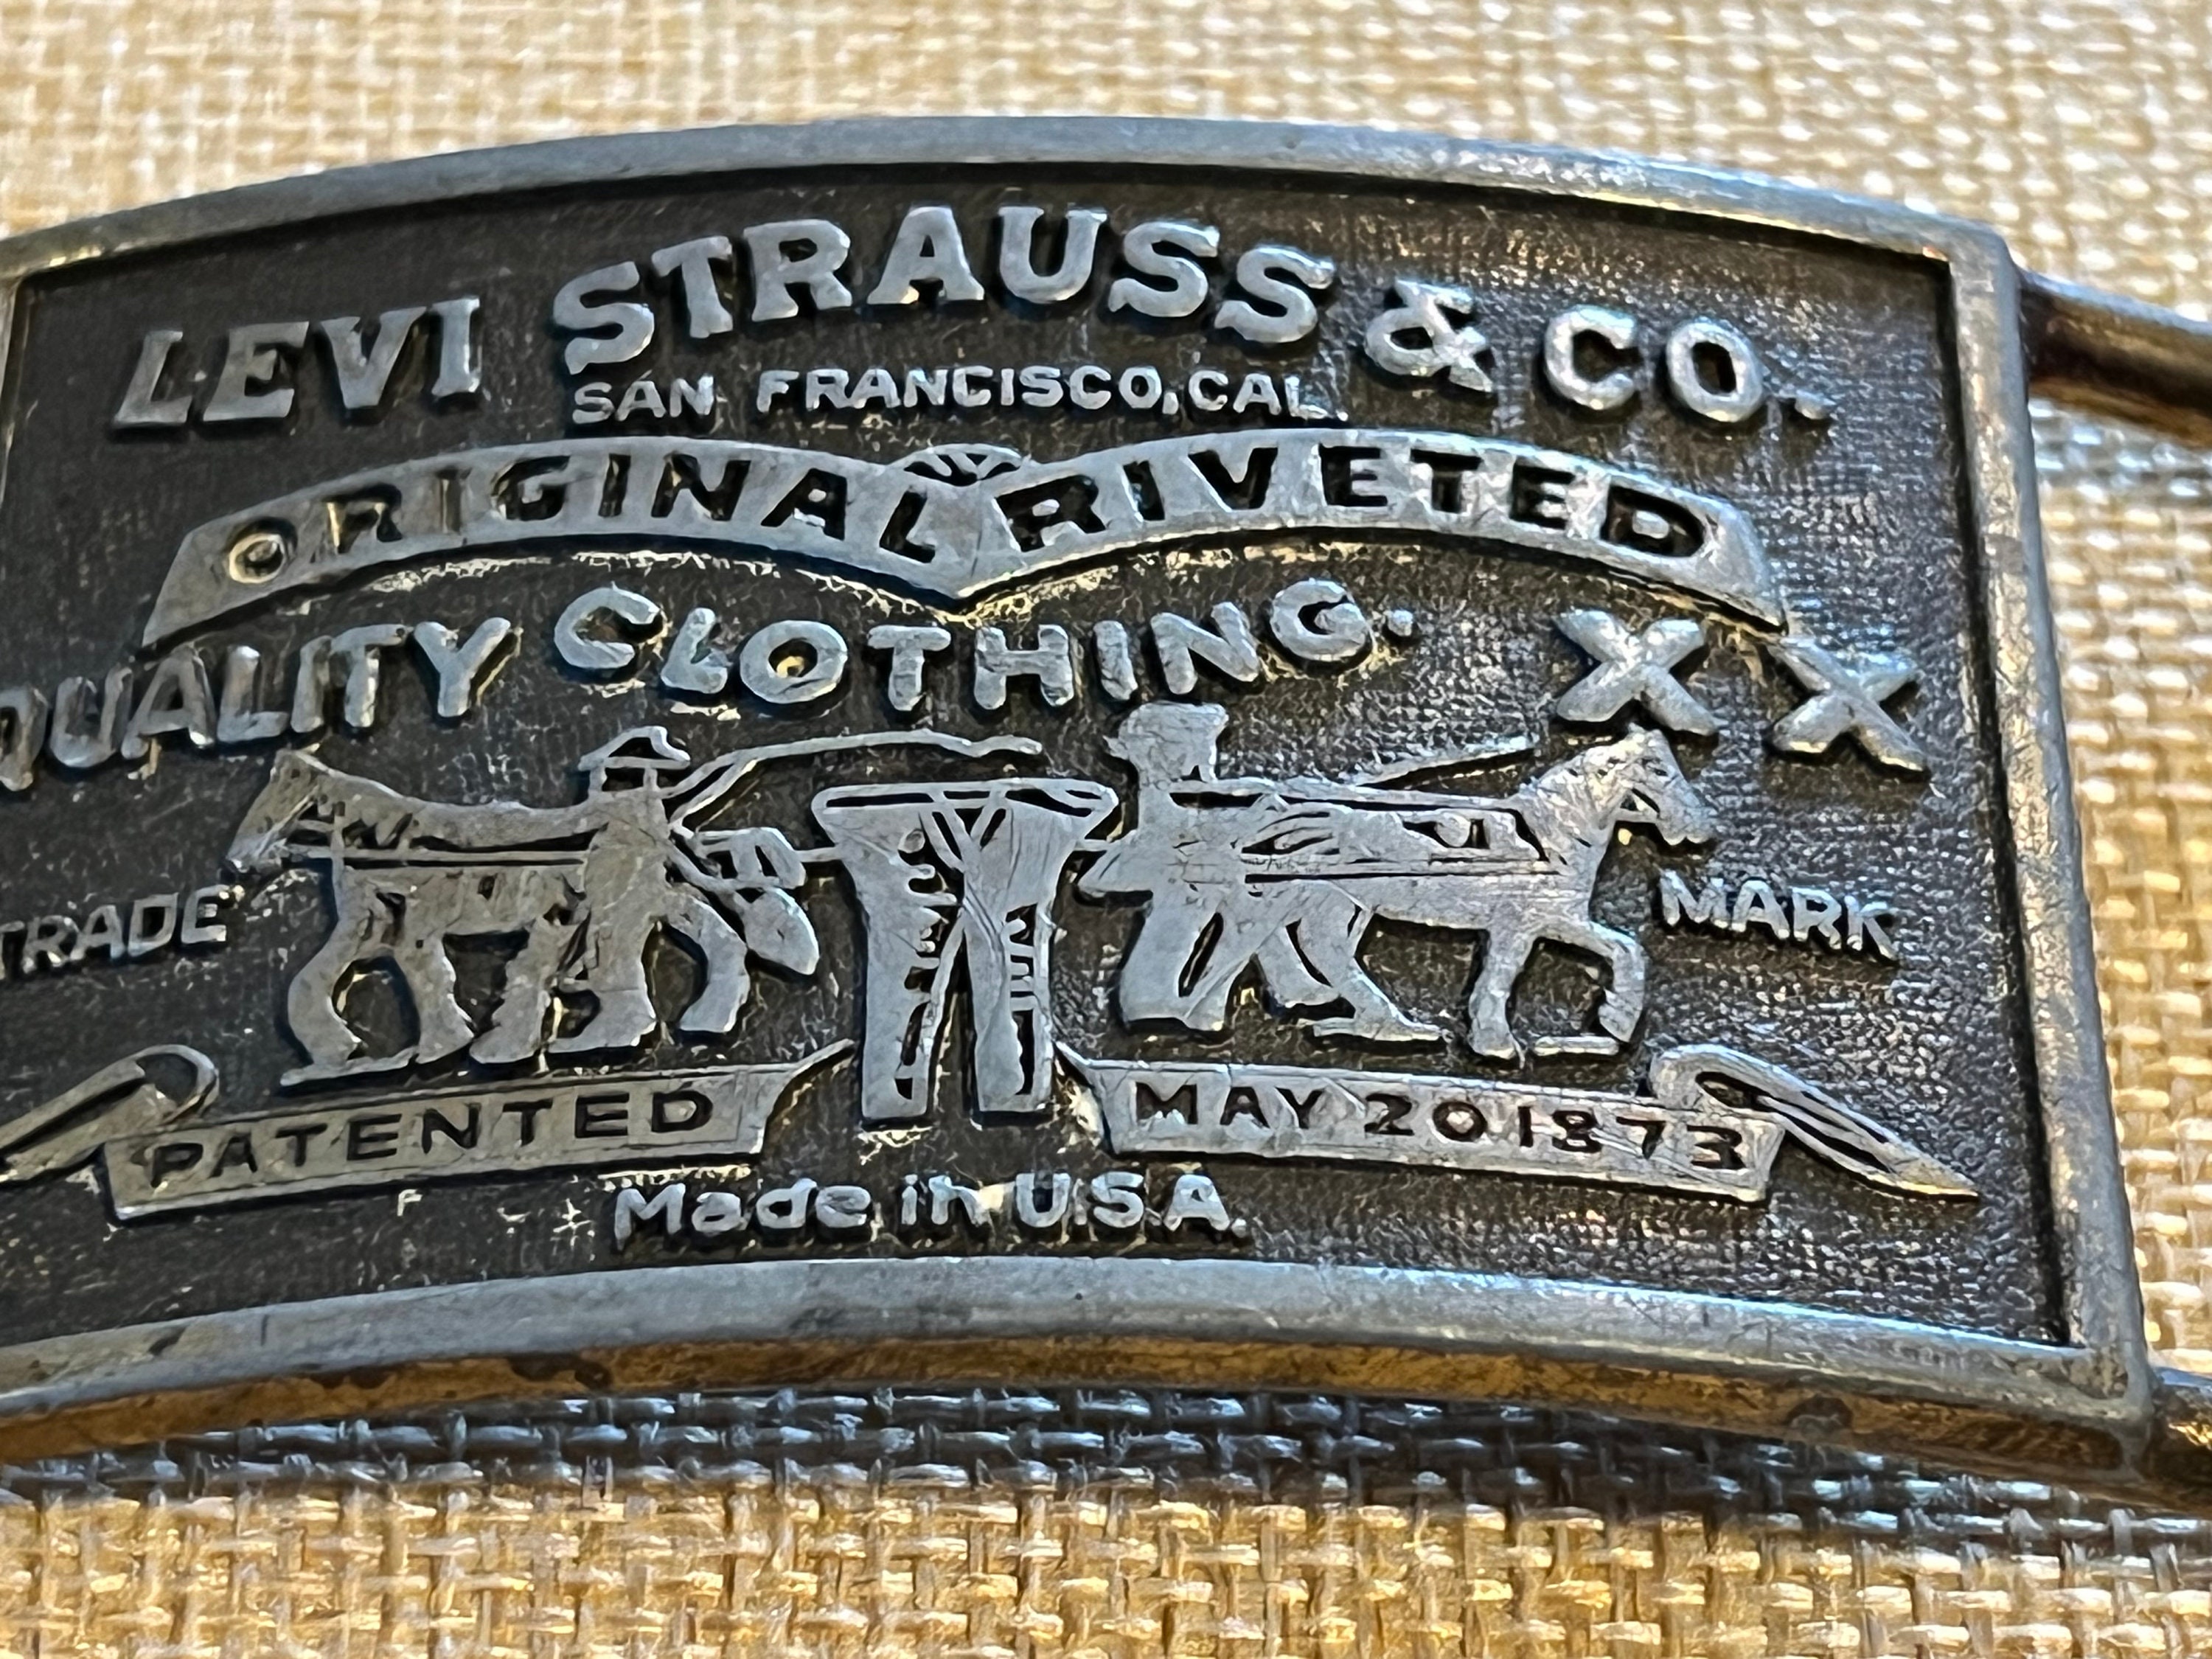 LEVI STRAUSS & CO.
SAN FRANCISCO, CAL.
ORIGINAL RIVETED
QUALITY CLOTHING. XX
TRADE MARK
PATENTED MAY 20 1873
Made in U.S.A.